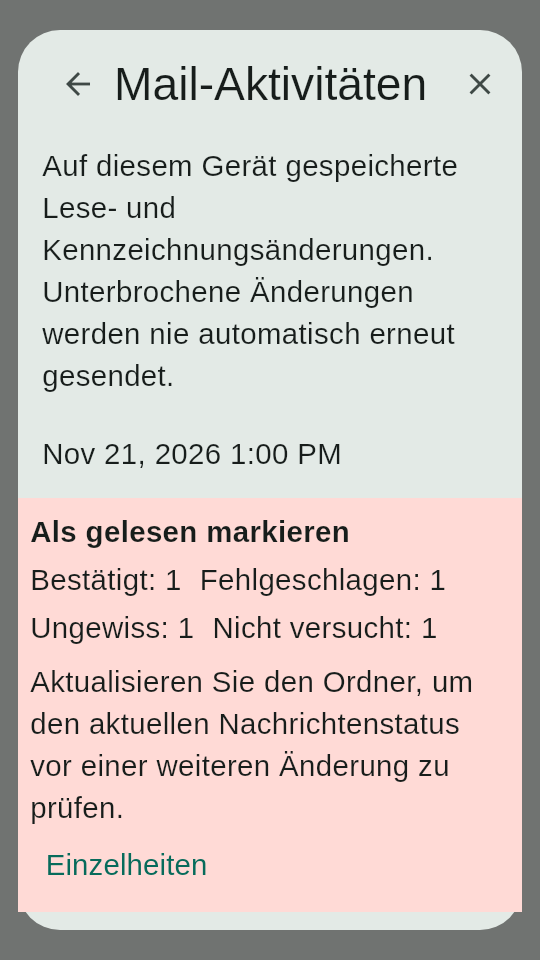 Mail-Aktivitäten
Auf diesem Gerät gespeicherte
Lese- und
Kennzeichnungsänderungen.
Unterbrochene Änderungen
werden nie automatisch erneut
gesendet.
Nov 21, 2026 1:00 PM
Als gelesen markieren
Bestätigt: 1 Fehlgeschlagen: 1
Ungewiss: 1 Nicht versucht: 1
Aktualisieren Sie den Ordner, um
den aktuellen Nachrichtenstatus
vor einer weiteren Änderung zu
prüfen.
Einzelheiten